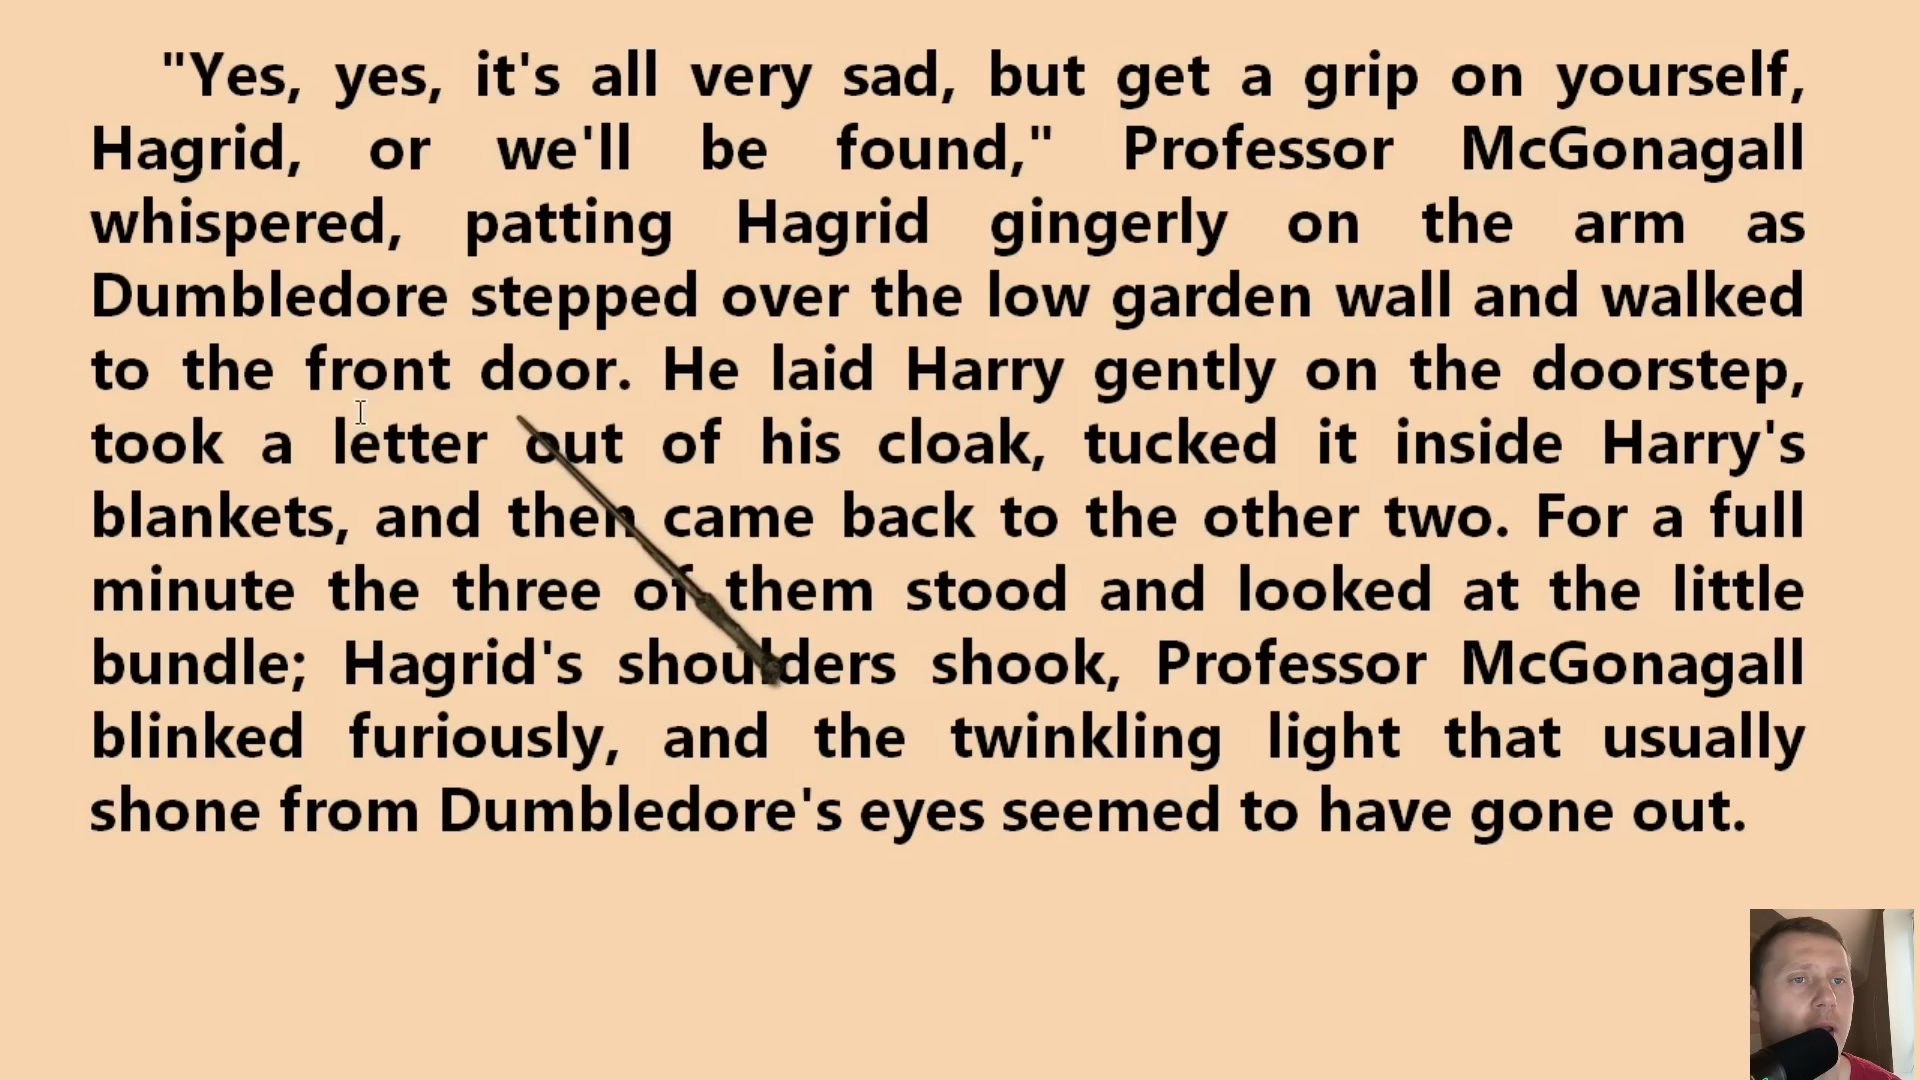 "Yes, yes, it's all very sad, but get a grip on yourself,
Hagrid, or we'll be found," Professor McGonagall
whispered, patting Hagrid gingerly on the arm as
Dumbledore stepped over the low garden wall and walked
to the front door. He laid Harry gently on the doorstep,
took a letter out of his cloak, tucked it inside Harry's
blankets, and then came back to the other two. For a full
minute the three of them stood and looked at the little
bundle; Hagrid's shoulders shook, Professor McGonagall
blinked furiously, and the twinkling light that usually
shone from Dumbledore's eyes seemed to have gone out.